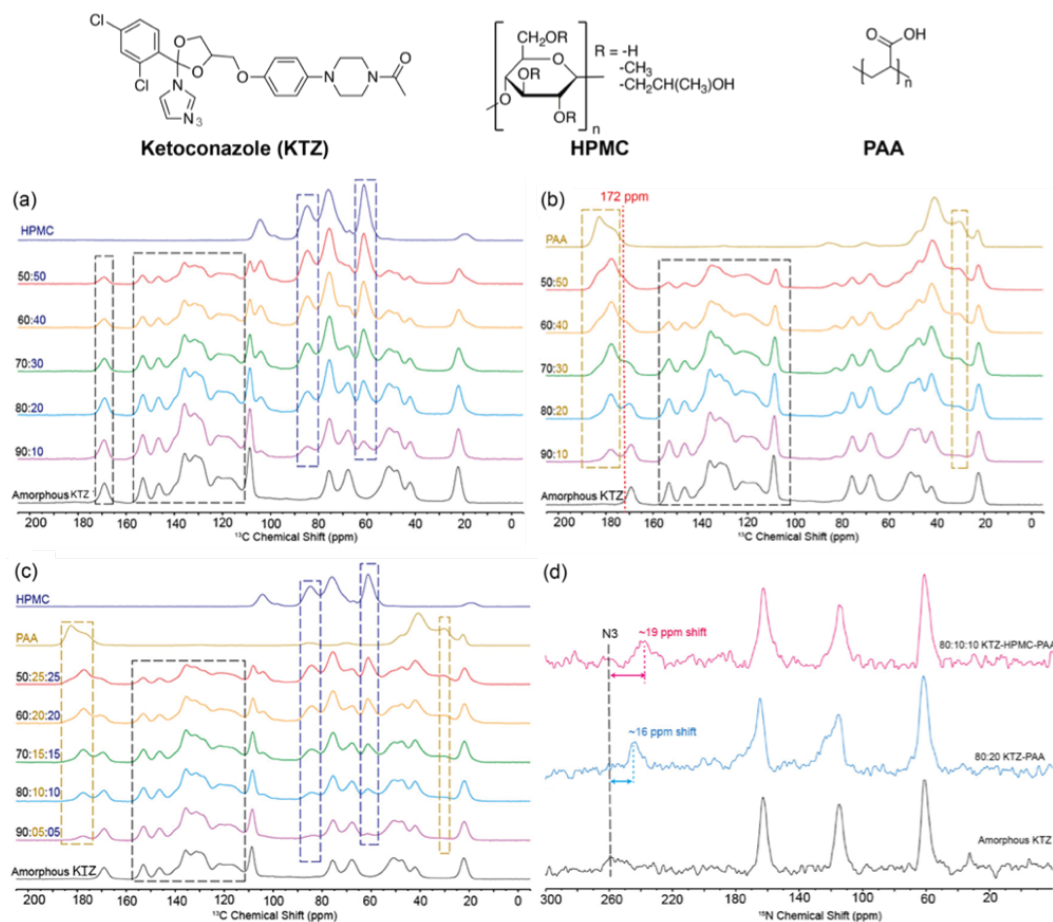 Cl
Cl
O
O
O
N
N
O
N
N3
Ketoconazole (KTZ)
CH2OR
O
RO
OR
n
R = -H
-CH3
-CH2CH(CH3)OH
HPMC
O
OH
n
PAA
(a)
HPMC
50:50
60:40
70:30
80:20
90:10
Amorphous KTZ
200 180 160 140 120 100 80 60 40 20 0
13C Chemical Shift (ppm)
(b)
172 ppm
PAA
50:50
60:40
70:30
80:20
90:10
Amorphous KTZ
200 180 160 140 120 100 80 60 40 20 0
13C Chemical Shift (ppm)
(c)
HPMC
PAA
50:25:25
60:20:20
70:15:15
80:10:10
90:05:05
Amorphous KTZ
200 180 160 140 120 100 80 60 40 20 0
13C Chemical Shift (ppm)
(d)
N3
~19 ppm shift
80:10:10 KTZ-HPMC-PAA
~16 ppm shift
80:20 KTZ-PAA
Amorphous KTZ
300 260 220 180 140 100 60 20
15N Chemical Shift (ppm)